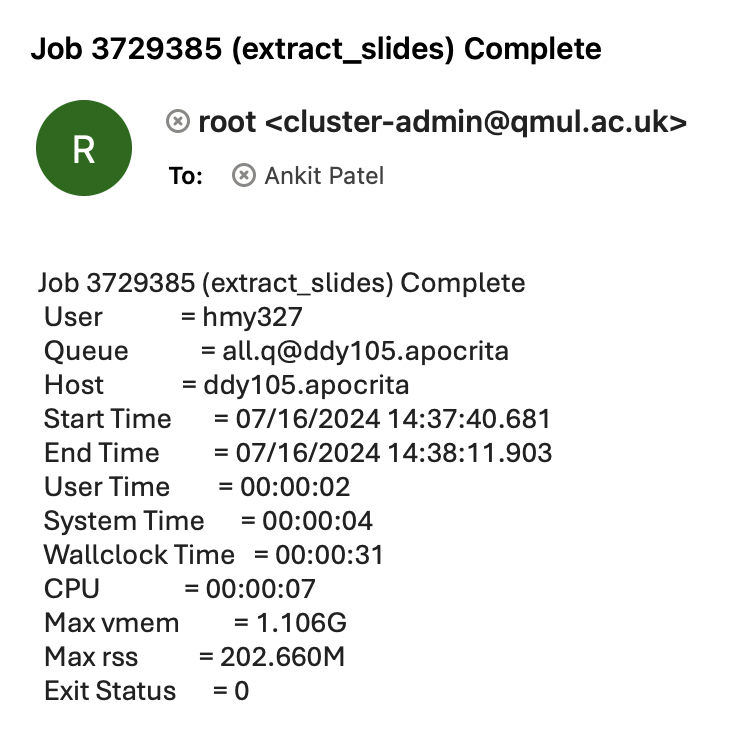 Job 3729385 (extract_slides) Complete
R
root <cluster-admin@qmul.ac.uk>
To: Ankit Patel
Job 3729385 (extract_slides) Complete
User = hmy327
Queue = all.q@ddy105.apocrita
Host = ddy105.apocrita
Start Time = 07/16/2024 14:37:40.681
End Time = 07/16/2024 14:38:11.903
User Time = 00:00:02
System Time = 00:00:04
Wallclock Time = 00:00:31
CPU = 00:00:07
Max vmem = 1.106G
Max rss = 202.660M
Exit Status = 0